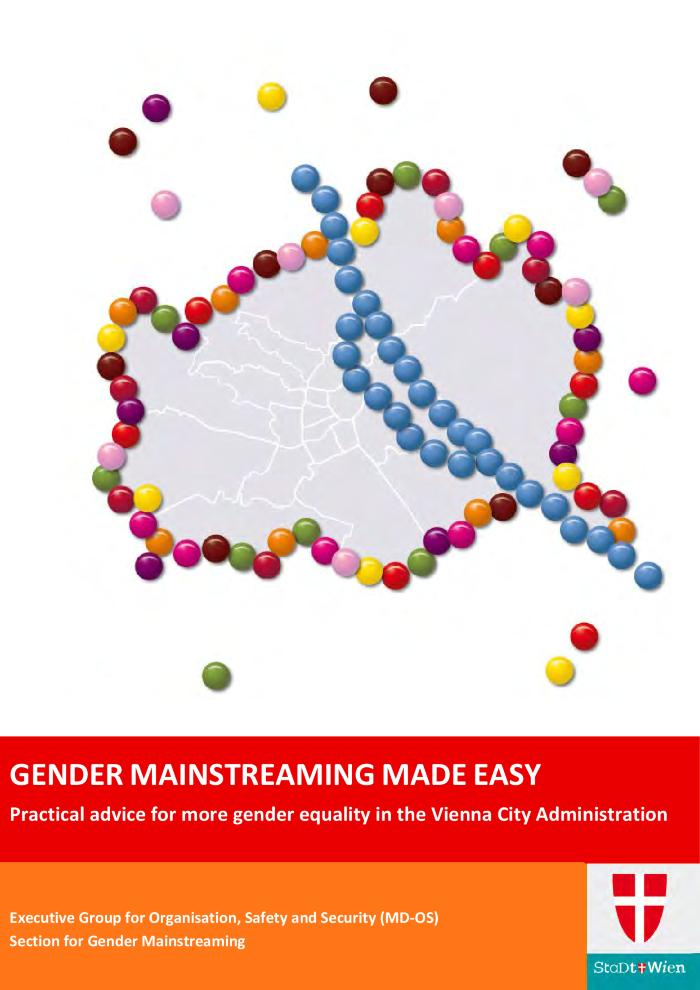 GENDER MAINSTREAMING MADE EASY
Practical advice for more gender equality in the Vienna City Administration
Executive Group for Organisation, Safety and Security (MD-OS)
Section for Gender Mainstreaming
StaDt Wien